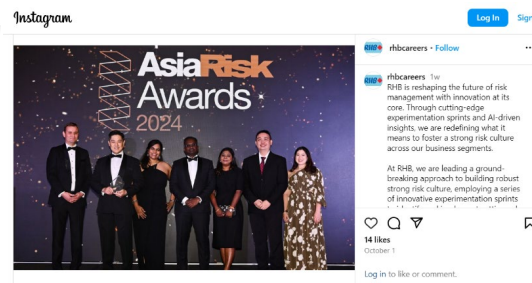 Instagram
Log In
Sign
AsiaRisk
Awards
2024
RHB
rhbcareers • Follow
RHB
rhbcareers 1w
RHB is reshaping the future of risk
management with innovation at its
core. Through cutting-edge
experimentation sprints and AI-driven
insights, we are redefining what it
means to foster a strong risk culture
across our business segments.
At RHB, we are leading a ground-
breaking approach to building robust
strong risk culture, employing a series
of innovative experimentation sprints
14 likes
October 1
Log in to like or comment.